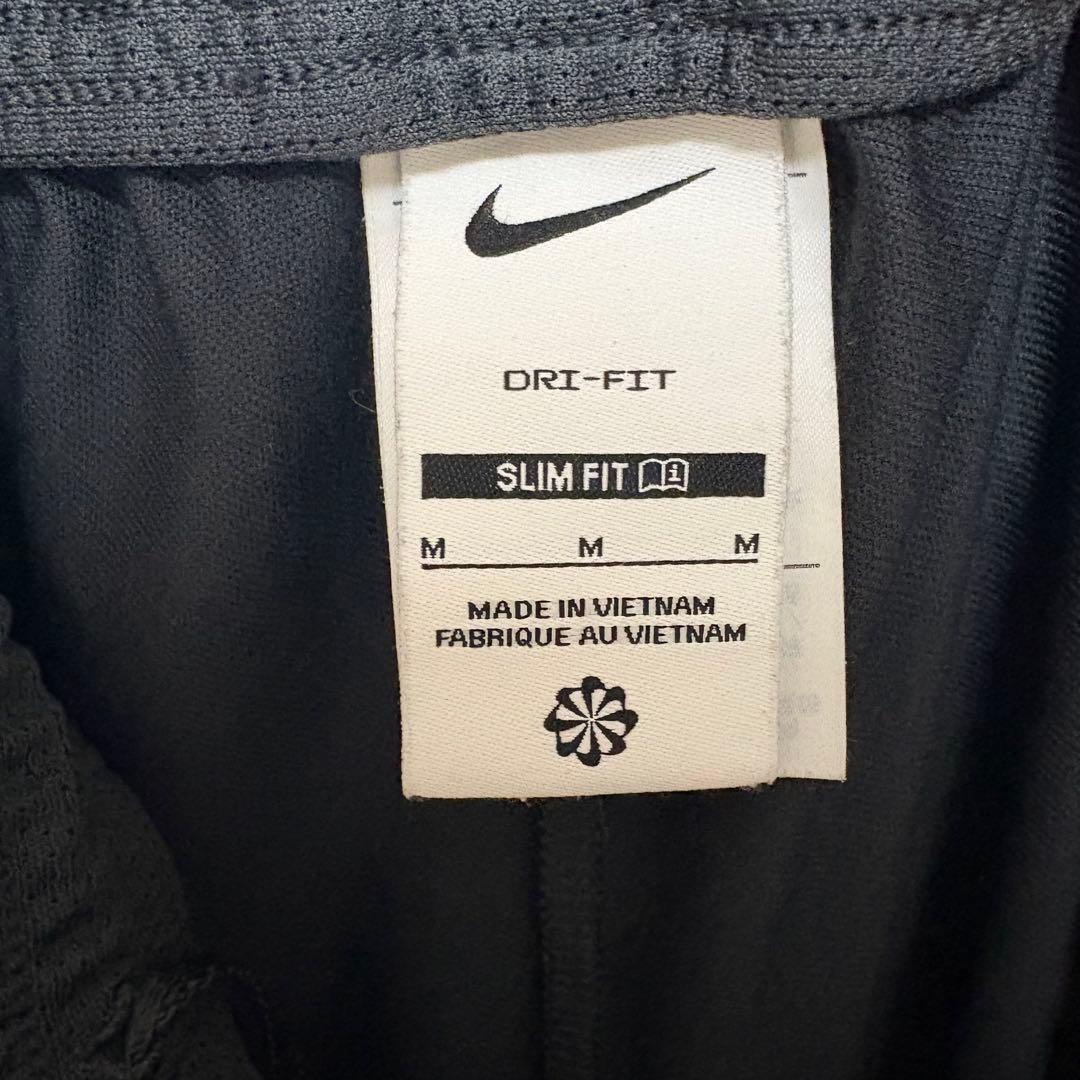 DRI-FIT
SLIM FIT i
M M M
MADE IN VIETNAM
FABRIQUE AU VIETNAM